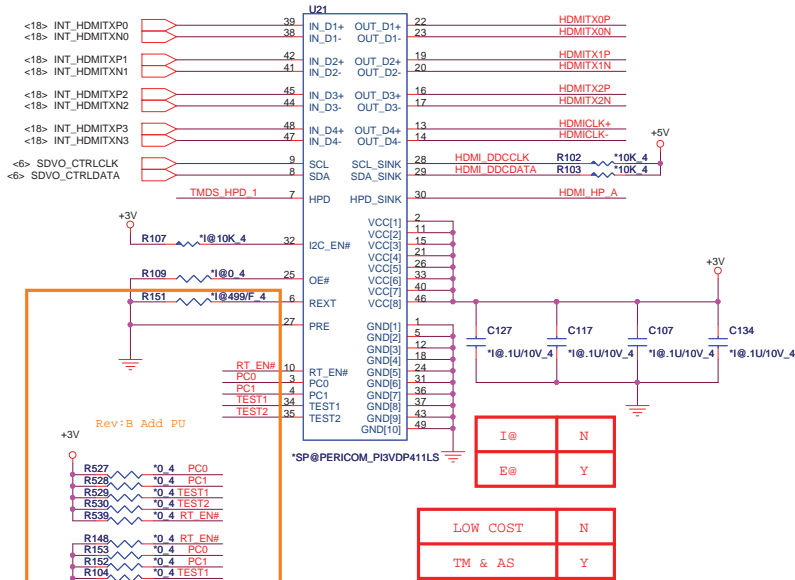 U21
<18> INT_HDMITXP0 39 IN_D1+ OUT_D1+ 22 HDMITX0P
<18> INT_HDMITXN0 38 IN_D1- OUT_D1- 23 HDMITX0N
<18> INT_HDMITXP1 42 IN_D2+ OUT_D2+ 19 HDMITX1P
<18> INT_HDMITXN1 41 IN_D2- OUT_D2- 20 HDMITX1N
<18> INT_HDMITXP2 45 IN_D3+ OUT_D3+ 16 HDMITX2P
<18> INT_HDMITXN2 44 IN_D3- OUT_D3- 17 HDMITX2N
<18> INT_HDMITXP3 48 IN_D4+ OUT_D4+ 13 HDMICLK+
<18> INT_HDMITXN3 47 IN_D4- OUT_D4- 14 HDMICLK-
+5V
<6> SDVO_CTRLCLK 9 SCL SCL_SINK 28 HDMI_DDCCLK R102 *10K_4
<6> SDVO_CTRLDATA 8 SDA SDA_SINK 29 HDMI_DDCDATA R103 *10K_4
TMDS_HPD_1 7 HPD HPD_SINK 30 HDMI_HP_A
+3V
R107 *I@10K_4 32 I2C_EN#
R109 *I@0_4 25 OE#
R151 *I@499/F_4 6 REXT
27 PRE
VCC[1] 2
VCC[2] 11
VCC[3] 15
VCC[4] 21
VCC[5] 26
VCC[6] 33
VCC[7] 40
VCC[8] 46
+3V
C127 *I@.1U/10V_4
C117 *I@.1U/10V_4
C107 *I@.1U/10V_4
C134 *I@.1U/10V_4
GND[1] 1
GND[2] 5
GND[3] 12
GND[4] 18
GND[5] 24
GND[6] 31
GND[7] 36
GND[8] 37
GND[9] 43
GND[10] 49
RT_EN# 10 RT_EN#
PC0 3 PC0
PC1 4 PC1
TEST1 34 TEST1
TEST2 35 TEST2
*SP@PERICOM_PI3VDP411LS
Rev:B Add PU
+3V
R527 *0_4 PC0
R528 *0_4 PC1
R529 *0_4 TEST1
R530 *0_4 TEST2
R539 *0_4 RT_EN#
R148 *0_4 RT_EN#
R153 *0_4 PC0
R152 *0_4 PC1
R104 *0_4 TEST1
I@ N
E@ Y
LOW COST N
TM & AS Y